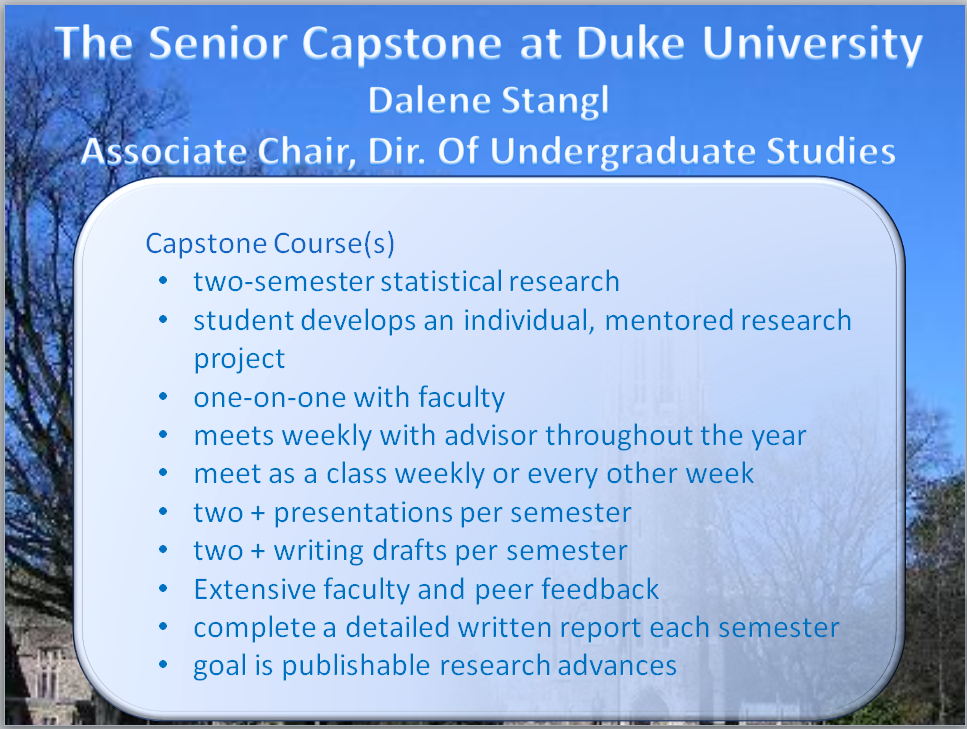 The Senior Capstone at Duke University
Dalene Stangl
Associate Chair, Dir. Of Undergraduate Studies
Capstone Course(s)
• two-semester statistical research
• student develops an individual, mentored research
project
• one-on-one with faculty
• meets weekly with advisor throughout the year
• meet as a class weekly or every other week
• two + presentations per semester
• two + writing drafts per semester
• Extensive faculty and peer feedback
• complete a detailed written report each semester
• goal is publishable research advances